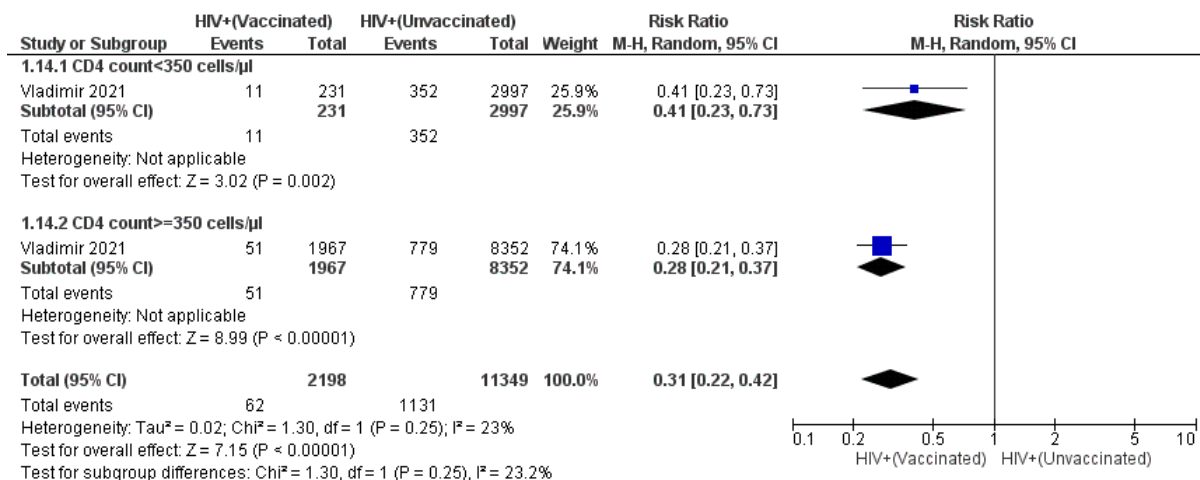 HIV+(Vaccinated) HIV+(Unvaccinated) Risk Ratio Risk Ratio
Study or Subgroup Events Total Events Total Weight M-H, Random, 95% CI M-H, Random, 95% CI
1.14.1 CD4 count<350 cells/µl
Vladimir 2021 11 231 352 2997 25.9% 0.41 [0.23, 0.73]
Subtotal (95% CI) 231 2997 25.9% 0.41 [0.23, 0.73]
Total events 11 352
Heterogeneity: Not applicable
Test for overall effect: Z = 3.02 (P = 0.002)
1.14.2 CD4 count>=350 cells/µl
Vladimir 2021 51 1967 779 8352 74.1% 0.28 [0.21, 0.37]
Subtotal (95% CI) 1967 8352 74.1% 0.28 [0.21, 0.37]
Total events 51 779
Heterogeneity: Not applicable
Test for overall effect: Z = 8.99 (P < 0.00001)
Total (95% CI) 2198 11349 100.0% 0.31 [0.22, 0.42]
Total events 62 1131
Heterogeneity: Tau² = 0.02; Chi² = 1.30, df = 1 (P = 0.25); I² = 23%
Test for overall effect: Z = 7.15 (P < 0.00001)
Test for subgroup differences: Chi² = 1.30, df = 1 (P = 0.25), I² = 23.2%
0.1 0.2 0.5 1 2 5 10
HIV+(Vaccinated) HIV+(Unvaccinated)